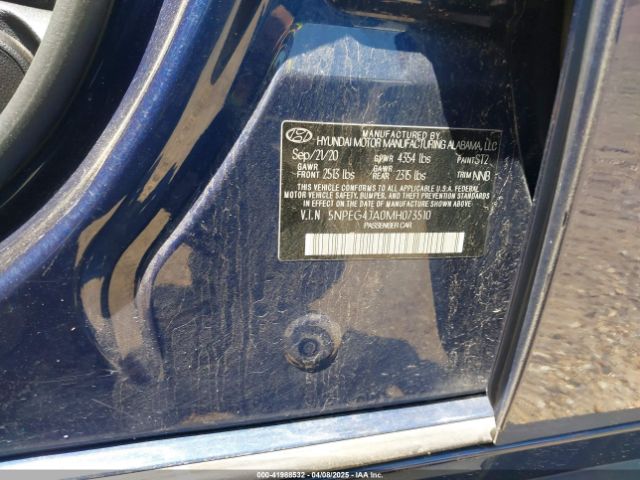 MANUFACTURED BY
HYUNDAI MOTOR MANUFACTURING ALABAMA, LLC
Sep/21/20 GVWR 4354 lbs PAINT ST2
GAWR FRONT 2513 lbs GAWR REAR 2315 lbs TRIM NNB
THIS VEHICLE CONFORMS TO ALL APPLICABLE U.S.A. FEDERAL
MOTOR VEHICLE SAFETY, BUMPER, AND THEFT PREVENTION
STANDARDS IN EFFECT ON THE DATE OF MANUFACTURE SHOWN ABOVE.
V.I.N 5NPEG4JA0MH073510
PASSENGER CAR
000-41988532 - 04/08/2025 - IAAI.com